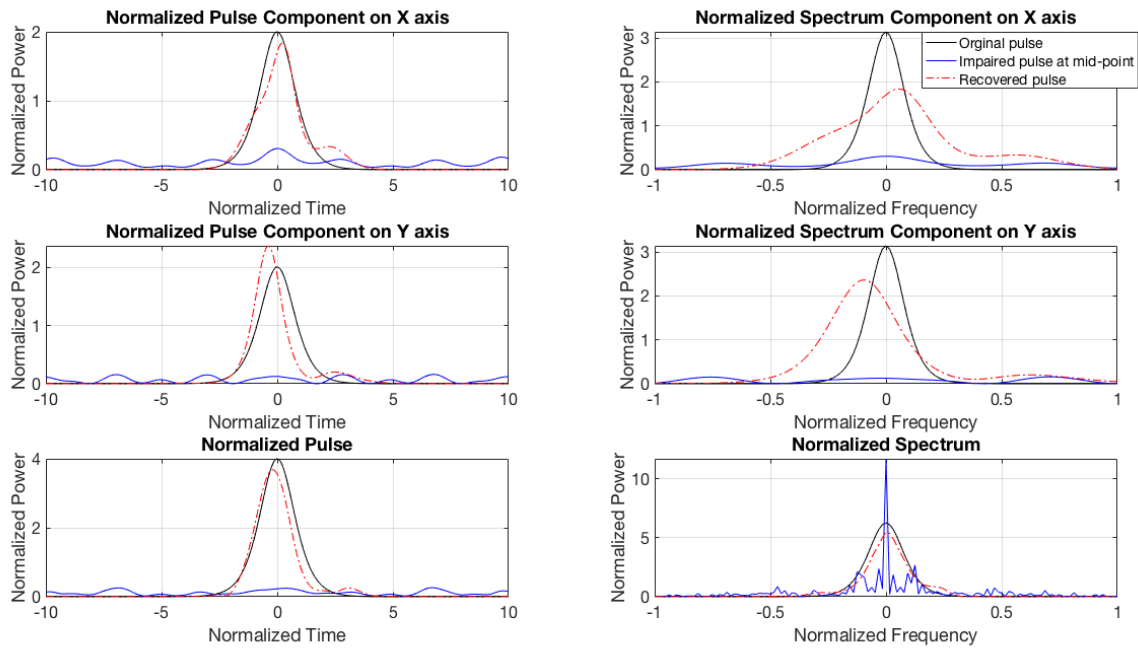 Normalized Pulse Component on X axis
Normalized Power
2
1
0
-10 -5 0 5 10
Normalized Time
Normalized Spectrum Component on X axis
Normalized Power
3
2
1
0
-1 -0.5 0 0.5 1
Normalized Frequency
Orginal pulse
Impaired pulse at mid-point
Recovered pulse
Normalized Pulse Component on Y axis
Normalized Power
2
1
0
-10 -5 0 5 10
Normalized Time
Normalized Spectrum Component on Y axis
Normalized Power
3
2
1
0
-1 -0.5 0 0.5 1
Normalized Frequency
Normalized Pulse
Normalized Power
4
2
0
-10 -5 0 5 10
Normalized Time
Normalized Spectrum
Normalized Power
10
5
0
-1 -0.5 0 0.5 1
Normalized Frequency